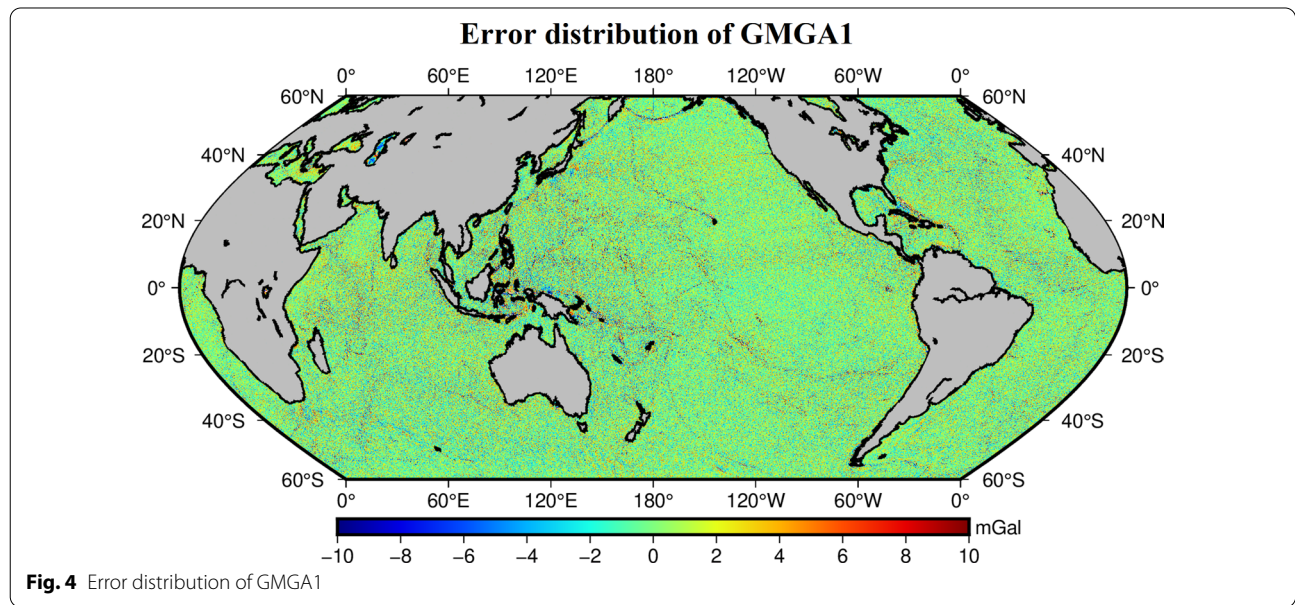 Error distribution of GMGA1
0° 60°E 120°E 180° 120°W 60°W 0°
60°N 60°N
40°N 40°N
20°N 20°N
0° 0°
20°S 20°S
40°S 40°S
60°S 60°S
0° 60°E 120°E 180° 120°W 60°W 0°
mGal
−10 −8 −6 −4 −2 0 2 4 6 8 10
Fig. 4 Error distribution of GMGA1